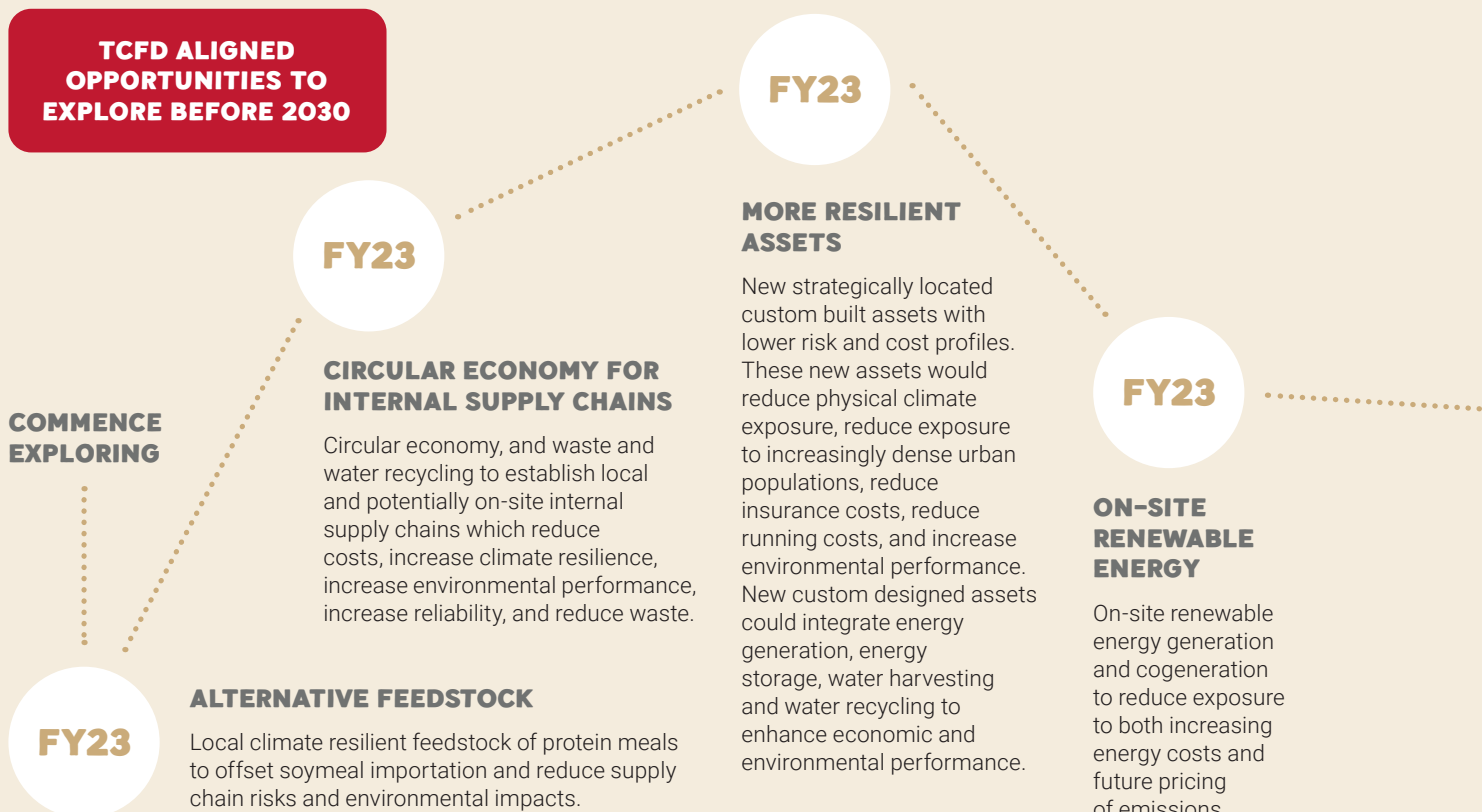 TCFD ALIGNED
OPPORTUNITIES TO
EXPLORE BEFORE 2030
COMMENCE
EXPLORING
FY23
ALTERNATIVE FEEDSTOCK
Local climate resilient feedstock of protein meals
to offset soymeal importation and reduce supply
chain risks and environmental impacts.
FY23
CIRCULAR ECONOMY FOR
INTERNAL SUPPLY CHAINS
Circular economy, and waste and
water recycling to establish local
and potentially on-site internal
supply chains which reduce
costs, increase climate resilience,
increase environmental performance,
increase reliability, and reduce waste.
FY23
MORE RESILIENT
ASSETS
New strategically located
custom built assets with
lower risk and cost profiles.
These new assets would
reduce physical climate
exposure, reduce exposure
to increasingly dense urban
populations, reduce
insurance costs, reduce
running costs, and increase
environmental performance.
New custom designed assets
could integrate energy
generation, energy
storage, water harvesting
and water recycling to
enhance economic and
environmental performance.
FY23
ON-SITE
RENEWABLE
ENERGY
On-site renewable
energy generation
and cogeneration
to reduce exposure
to both increasing
energy costs and
future pricing
of emissions